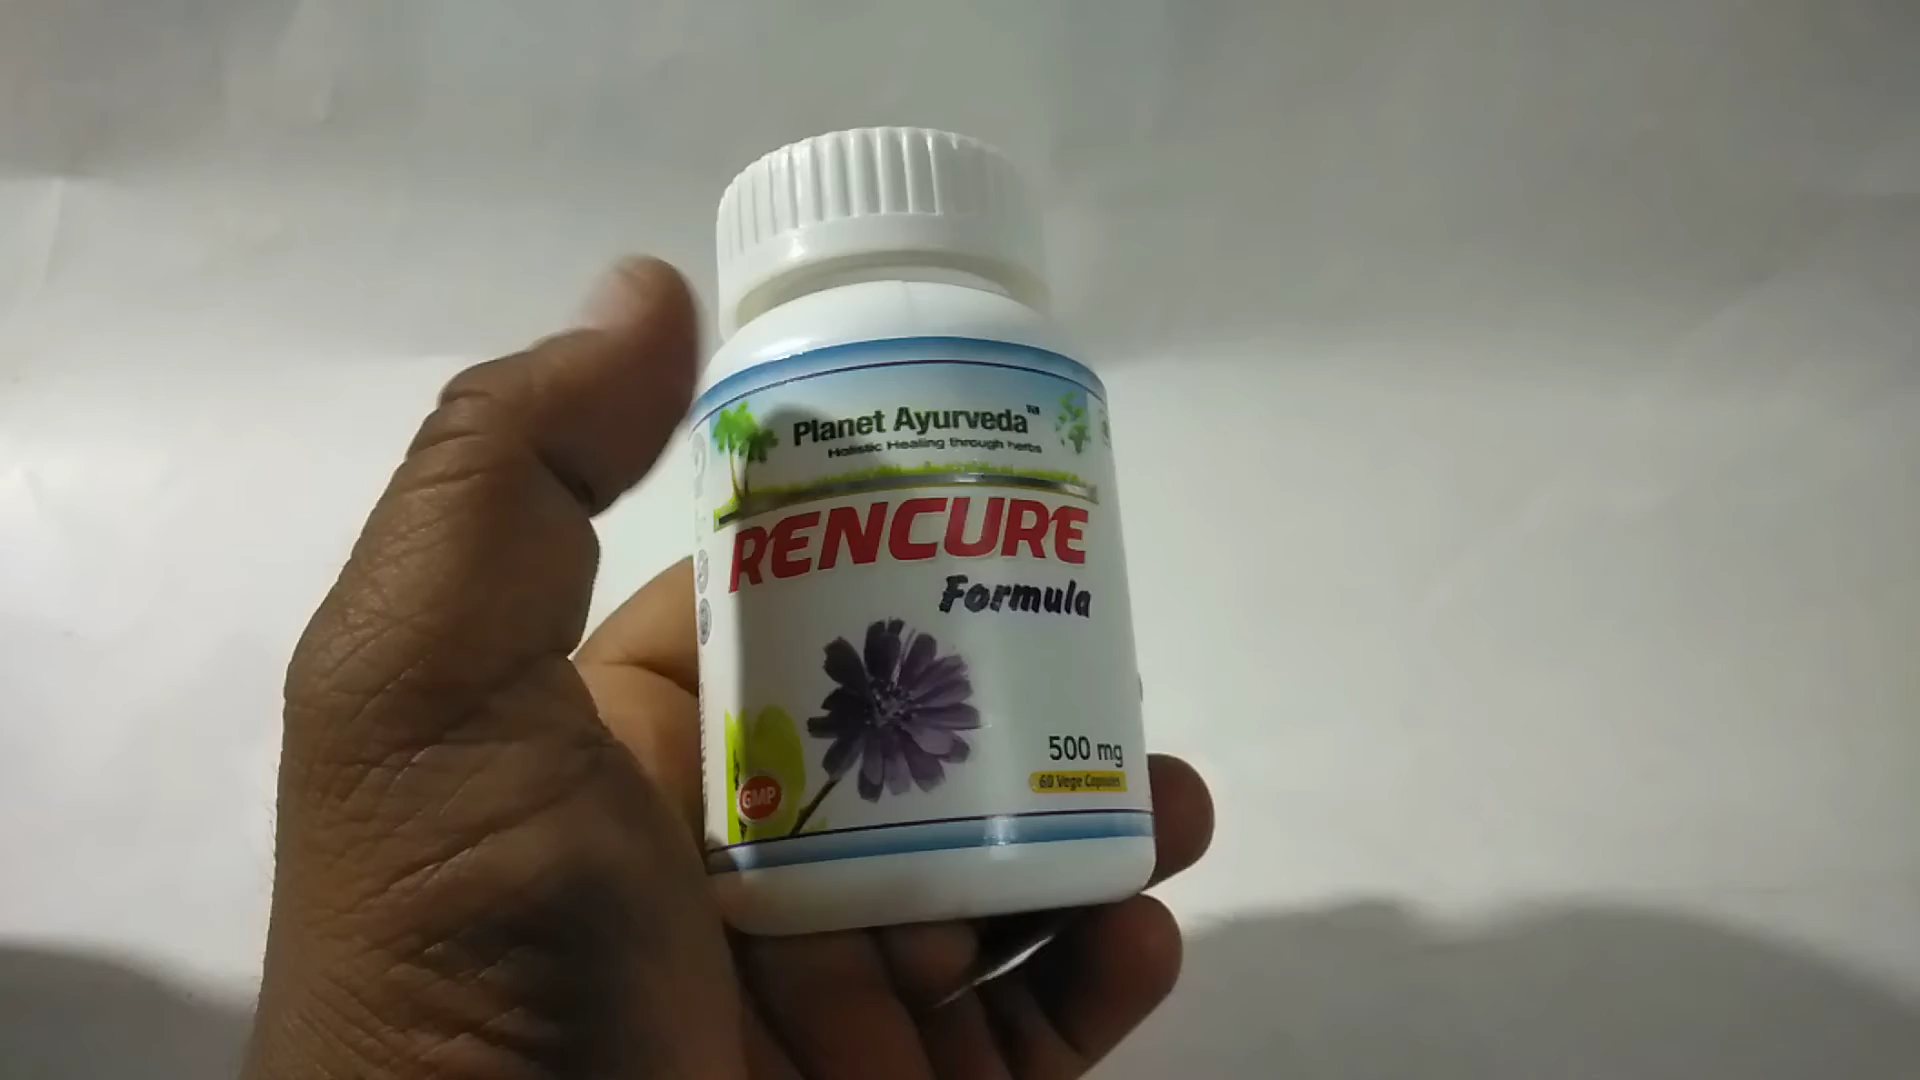 Planet Ayurveda™
Holistic Healing through herbs
RENCURE
Formula
500 mg
60 Vege Capsules
GMP